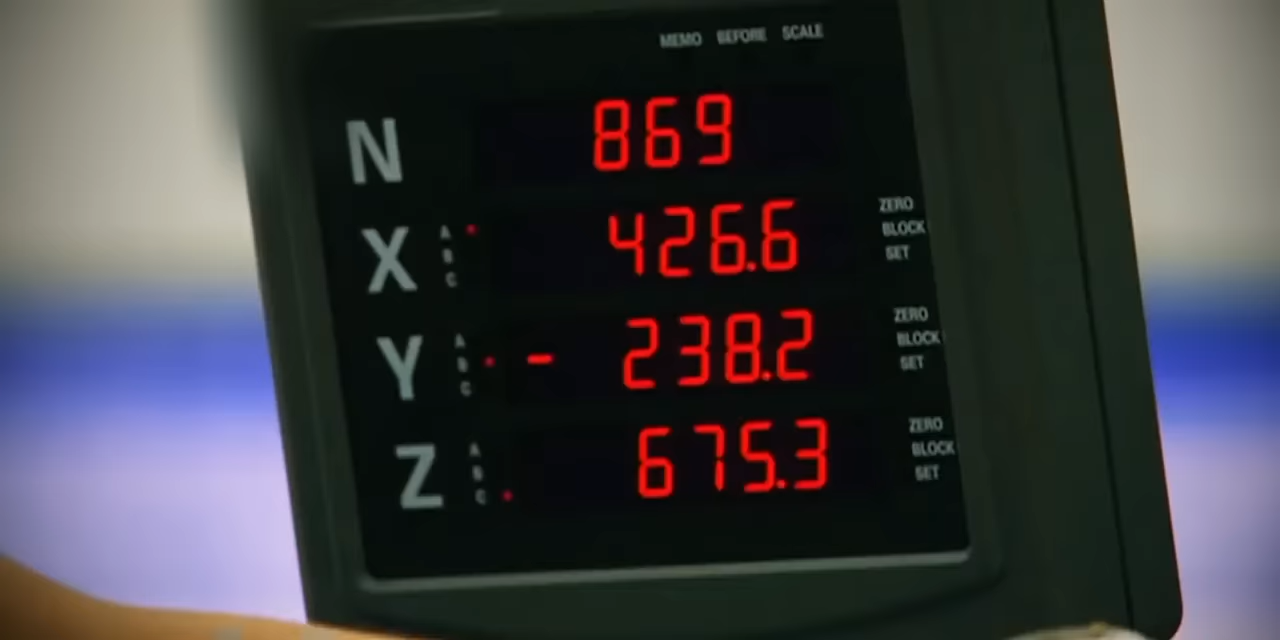 MEMO BEFORE SCALE
N 869
X A B C 426.6 ZERO BLOCK SET
Y A B C - 238.2 ZERO BLOCK SET
Z A B C 675.3 ZERO BLOCK SET